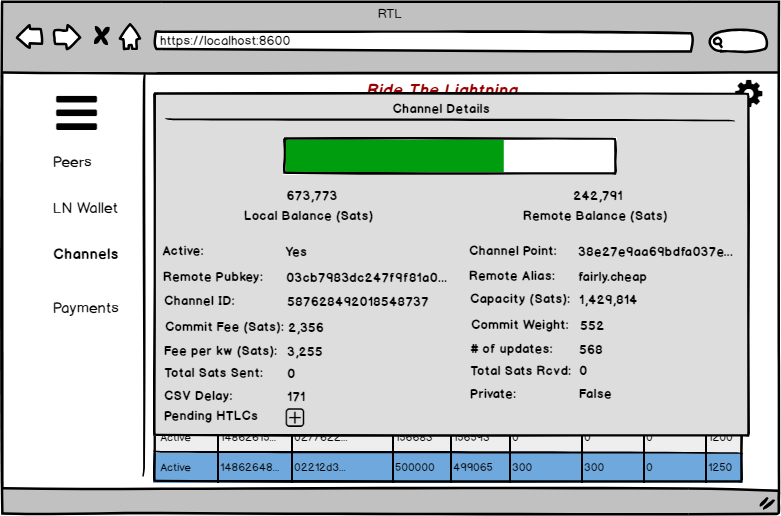 RTL
https://localhost:8600
Ride The Lightning
Channel Details
Peers
LN Wallet
Channels
Payments
673,773 242,791
Local Balance (Sats) Remote Balance (Sats)
Active: Yes Channel Point: 38e27e9aa69bdfa037e...
Remote Pubkey: 03cb7983dc247f9f81a0... Remote Alias: fairly.cheap
Channel ID: 587628492018548737 Capacity (Sats): 1,429,814
Commit Fee (Sats): 2,356 Commit Weight: 552
Fee per kw (Sats): 3,255 # of updates: 568
Total Sats Sent: 0 Total Sats Rcvd: 0
CSV Delay: 171 Private: False
Pending HTLCs
Active 14862615... 0277622... 156683 156593 0 0 0 1200
Active 14862648... 02212d3... 500000 499065 300 300 0 1250